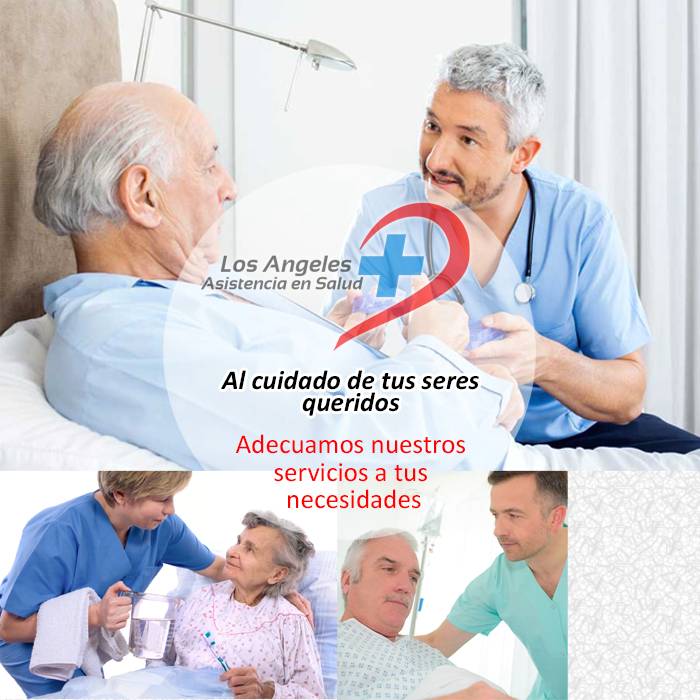 Los Angeles
Asistencia en Salud
Al cuidado de tus seres
queridos
Adecuamos nuestros
servicios a tus
necesidades